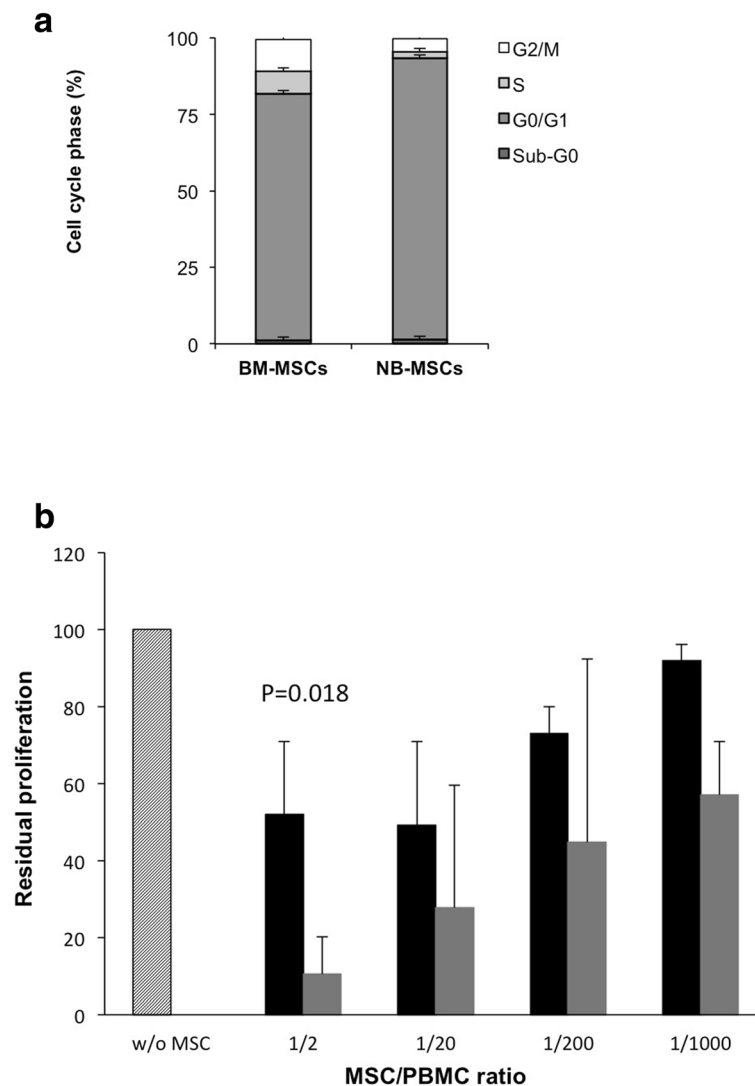 a
100
75
50
25
0
Cell cycle phase (%)
BM-MSCs NB-MSCs
G2/M
S
G0/G1
Sub-G0
b
120
100
80
60
40
20
0
Residual proliferation
P=0.018
w/o MSC 1/2 1/20 1/200 1/1000
MSC/PBMC ratio